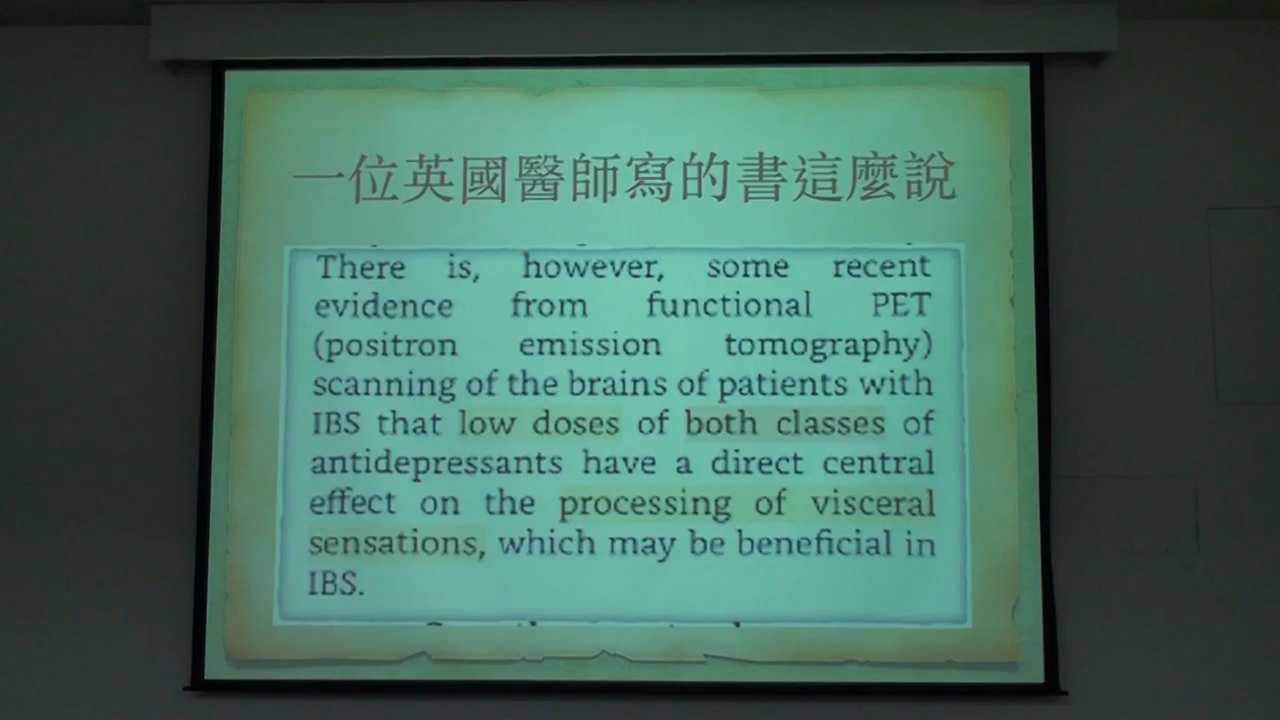 一位英國醫師寫的書這麼說
There is, however, some recent
evidence from functional PET
(positron emission tomography)
scanning of the brains of patients with
IBS that low doses of both classes of
antidepressants have a direct central
effect on the processing of visceral
sensations, which may be beneficial in
IBS.